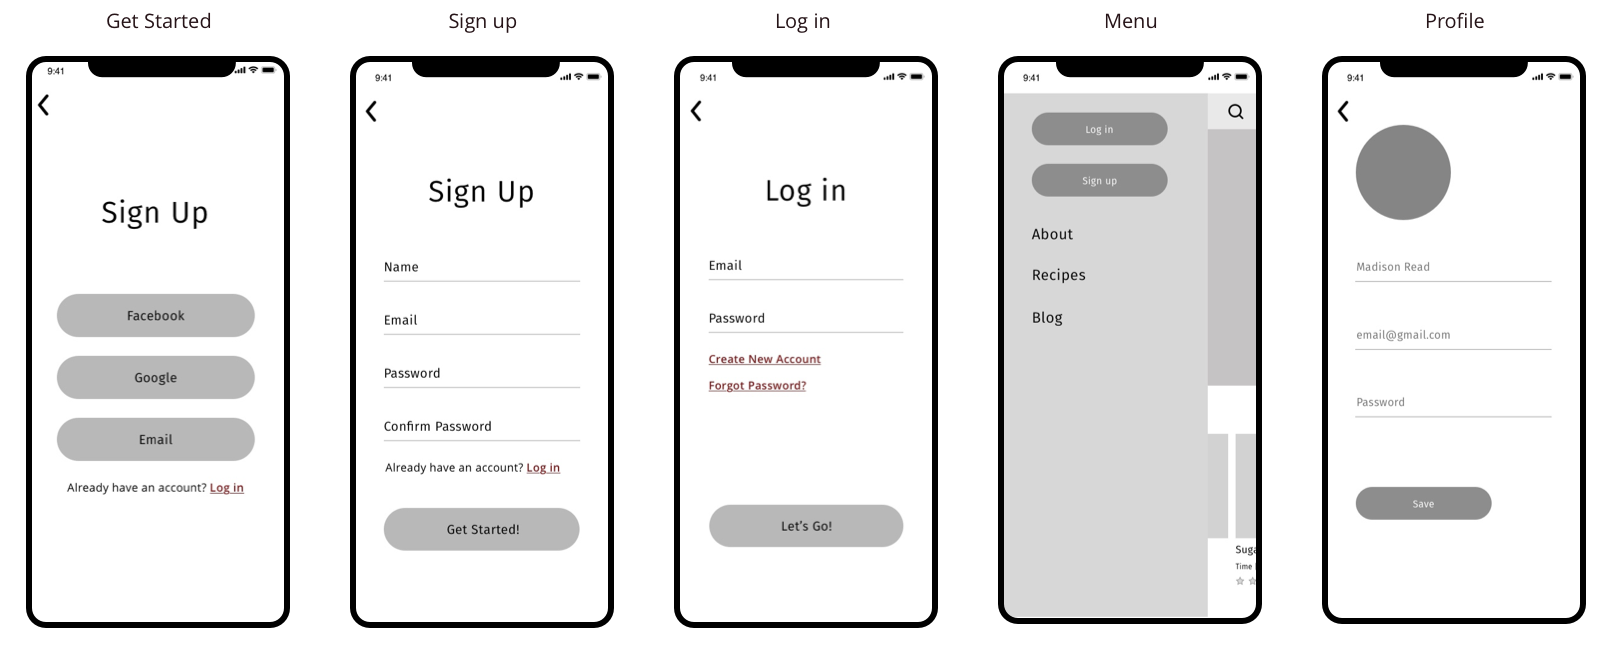 Get Started
Sign up
Log in
Menu
Profile
9:41
Sign Up
Facebook
Google
Email
Already have an account? Log in
9:41
Sign Up
Name
Email
Password
Confirm Password
Already have an account? Log in
Get Started!
9:41
Log in
Email
Password
Create New Account
Forgot Password?
Let's Go!
9:41
Log in
Sign up
About
Recipes
Blog
Suga
Time
9:41
Madison Read
email@gmail.com
Password
Save